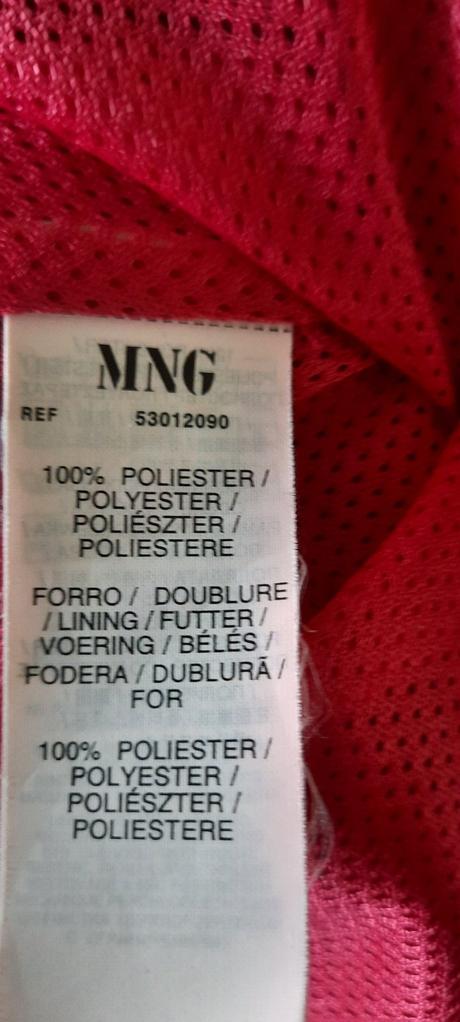 MNG
REF 53012090
100% POLIESTER /
POLYESTER /
POLIÉSZTER /
POLIESTERE
FORRO / DOUBLURE
/ LINING / FUTTER /
VOERING / BÉLÉS /
FODERA / DUBLURĂ /
FOR
100% POLIESTER /
POLYESTER /
POLIÉSZTER /
POLIESTERE